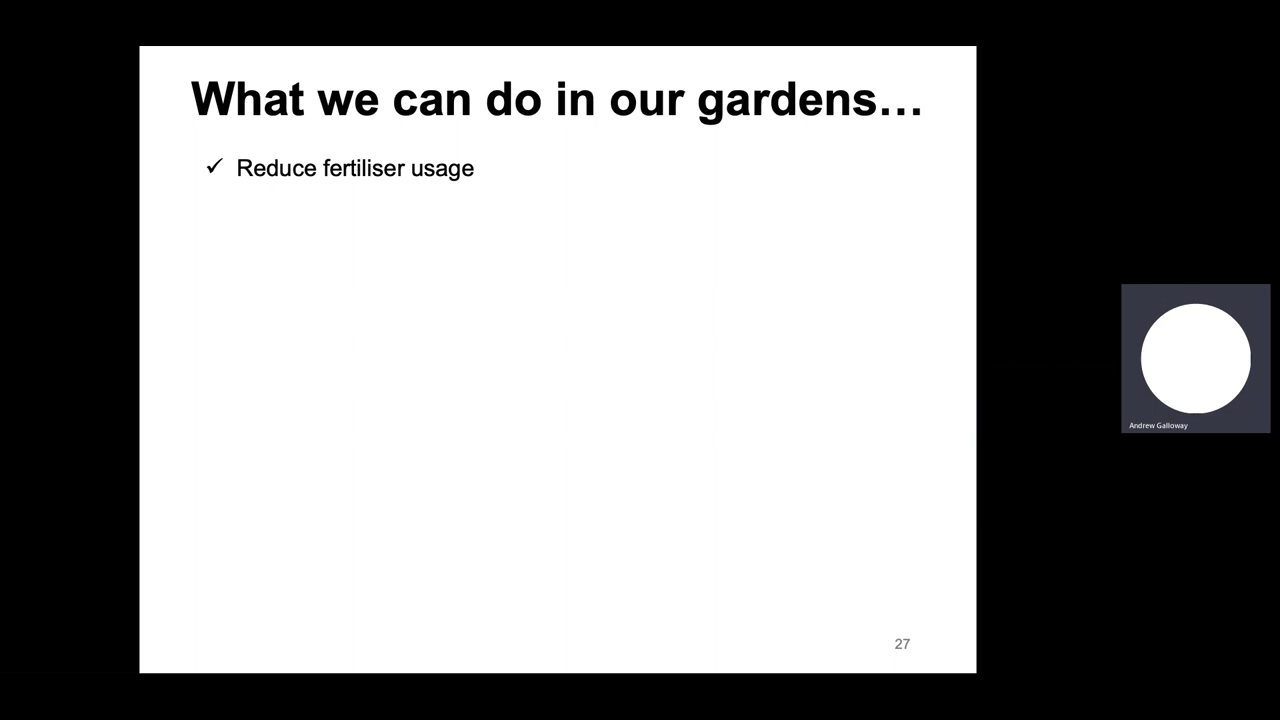 What we can do in our gardens…
✓ Reduce fertiliser usage
Andrew Galloway
27